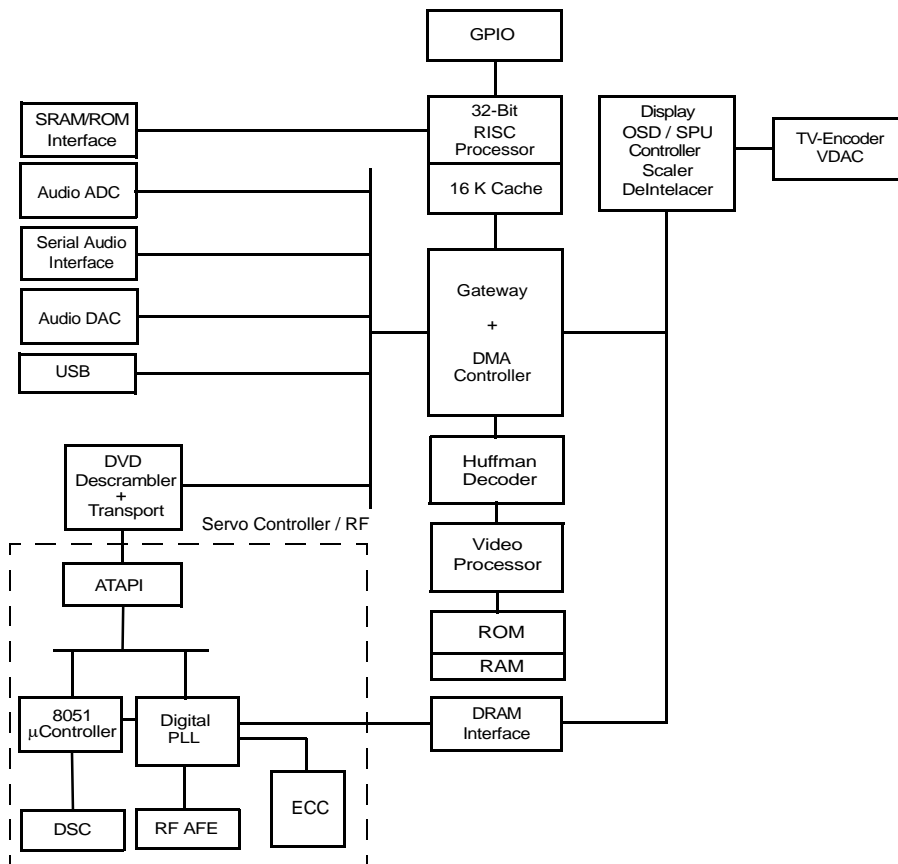 GPIO
SRAM/ROM
Interface
32-Bit
RISC
Processor
16 K Cache
Display
OSD / SPU
Controller
Scaler
DeIntelacer
TV-Encoder
VDAC
Audio ADC
Serial Audio
Interface
Audio DAC
USB
Gateway
+
DMA
Controller
DVD
Descrambler
+
Transport
Huffman
Decoder
Servo Controller / RF
Video
Processor
ATAPI
ROM
RAM
8051
µController
Digital
PLL
DRAM
Interface
DSC
RF AFE
ECC